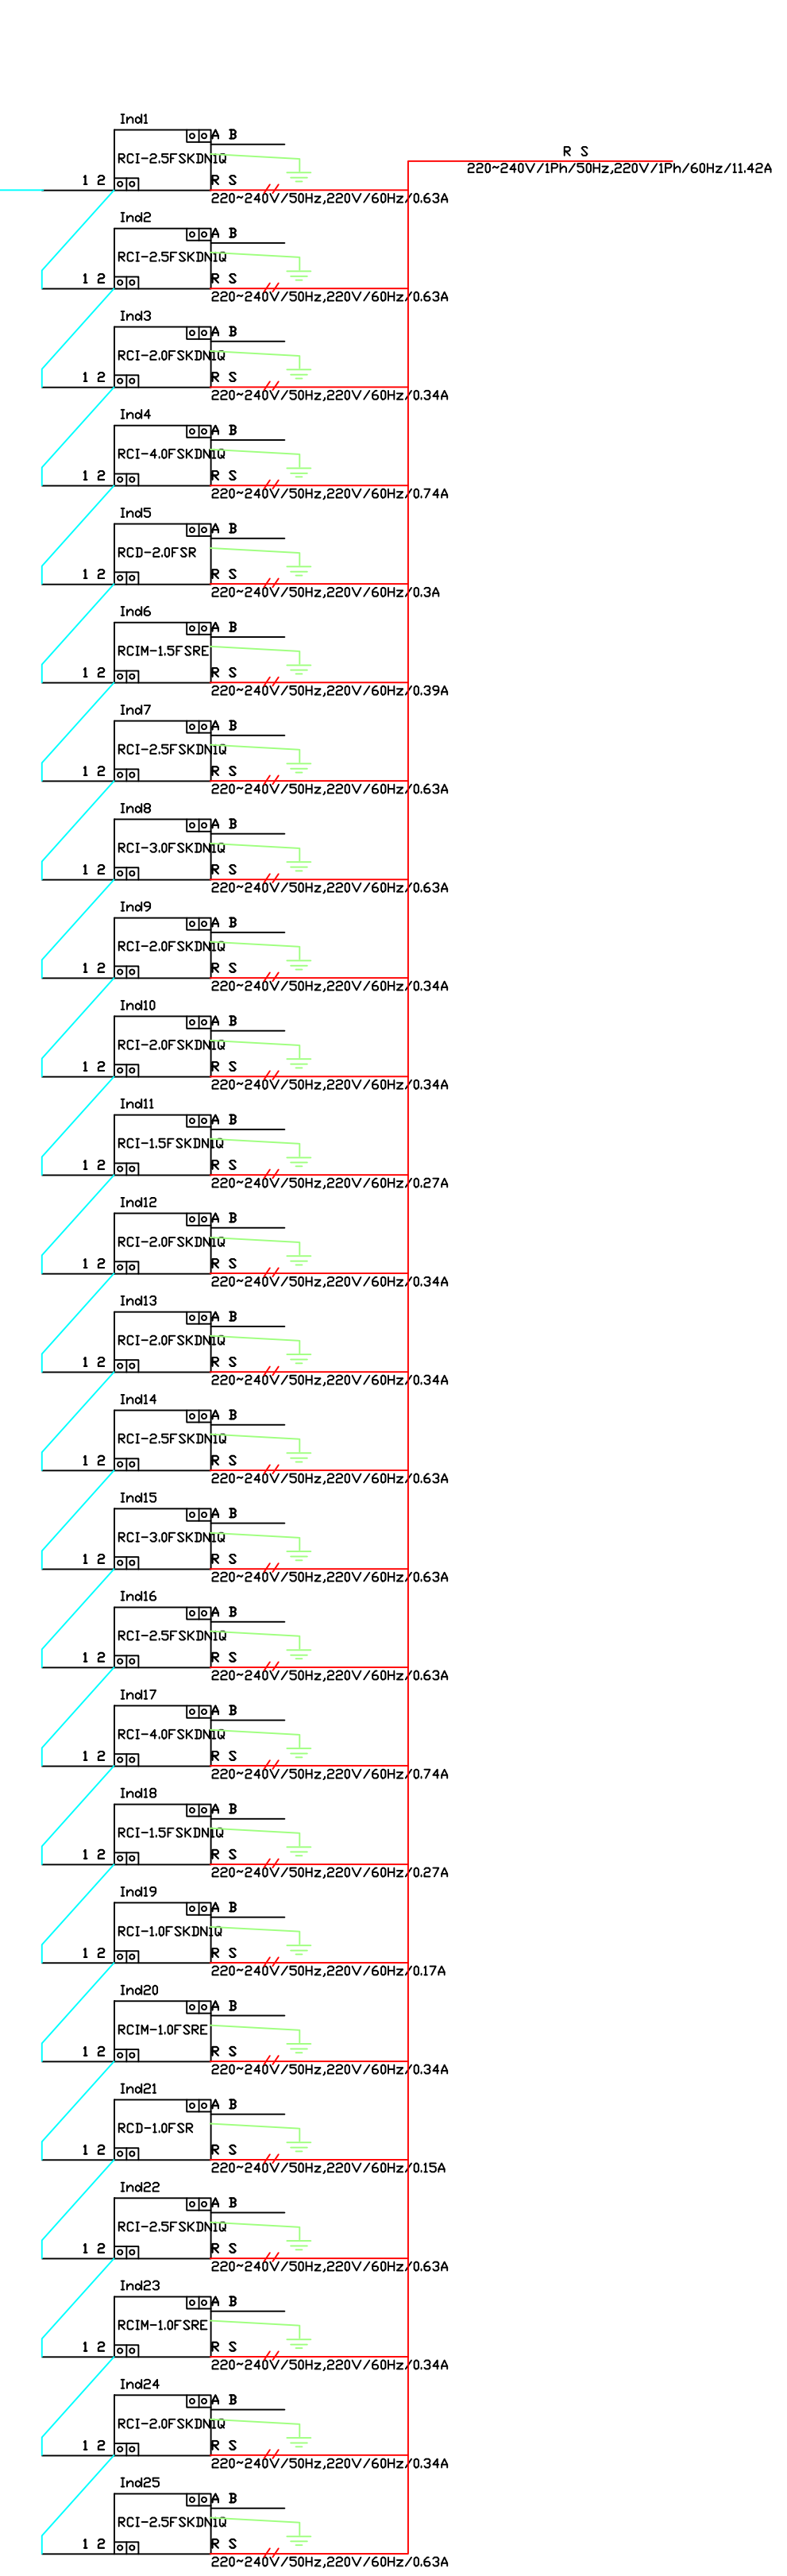 Ind1
A B
R S
RCI-2.5FSKDN1Q
220~240V/1Ph/50Hz,220V/1Ph/60Hz/11.42A
1 2
R S
220~240V/50Hz,220V/60Hz/0.63A
Ind2
A B
RCI-2.5FSKDN1Q
1 2
R S
220~240V/50Hz,220V/60Hz/0.63A
Ind3
A B
RCI-2.0FSKDN1Q
1 2
R S
220~240V/50Hz,220V/60Hz/0.34A
Ind4
A B
RCI-4.0FSKDN1Q
1 2
R S
220~240V/50Hz,220V/60Hz/0.74A
Ind5
A B
RCD-2.0FSR
1 2
R S
220~240V/50Hz,220V/60Hz/0.3A
Ind6
A B
RCIM-1.5FSRE
1 2
R S
220~240V/50Hz,220V/60Hz/0.39A
Ind7
A B
RCI-2.5FSKDN1Q
1 2
R S
220~240V/50Hz,220V/60Hz/0.63A
Ind8
A B
RCI-3.0FSKDN1Q
1 2
R S
220~240V/50Hz,220V/60Hz/0.63A
Ind9
A B
RCI-2.0FSKDN1Q
1 2
R S
220~240V/50Hz,220V/60Hz/0.34A
Ind10
A B
RCI-2.0FSKDN1Q
1 2
R S
220~240V/50Hz,220V/60Hz/0.34A
Ind11
A B
RCI-1.5FSKDN1Q
1 2
R S
220~240V/50Hz,220V/60Hz/0.27A
Ind12
A B
RCI-2.0FSKDN1Q
1 2
R S
220~240V/50Hz,220V/60Hz/0.34A
Ind13
A B
RCI-2.0FSKDN1Q
1 2
R S
220~240V/50Hz,220V/60Hz/0.34A
Ind14
A B
RCI-2.5FSKDN1Q
1 2
R S
220~240V/50Hz,220V/60Hz/0.63A
Ind15
A B
RCI-3.0FSKDN1Q
1 2
R S
220~240V/50Hz,220V/60Hz/0.63A
Ind16
A B
RCI-2.5FSKDN1Q
1 2
R S
220~240V/50Hz,220V/60Hz/0.63A
Ind17
A B
RCI-4.0FSKDN1Q
1 2
R S
220~240V/50Hz,220V/60Hz/0.74A
Ind18
A B
RCI-1.5FSKDN1Q
1 2
R S
220~240V/50Hz,220V/60Hz/0.27A
Ind19
A B
RCI-1.0FSKDN1Q
1 2
R S
220~240V/50Hz,220V/60Hz/0.17A
Ind20
A B
RCIM-1.0FSRE
1 2
R S
220~240V/50Hz,220V/60Hz/0.34A
Ind21
A B
RCD-1.0FSR
1 2
R S
220~240V/50Hz,220V/60Hz/0.15A
Ind22
A B
RCI-2.5FSKDN1Q
1 2
R S
220~240V/50Hz,220V/60Hz/0.63A
Ind23
A B
RCIM-1.0FSRE
1 2
R S
220~240V/50Hz,220V/60Hz/0.34A
Ind24
A B
RCI-2.0FSKDN1Q
1 2
R S
220~240V/50Hz,220V/60Hz/0.34A
Ind25
A B
RCI-2.5FSKDN1Q
1 2
R S
220~240V/50Hz,220V/60Hz/0.63A